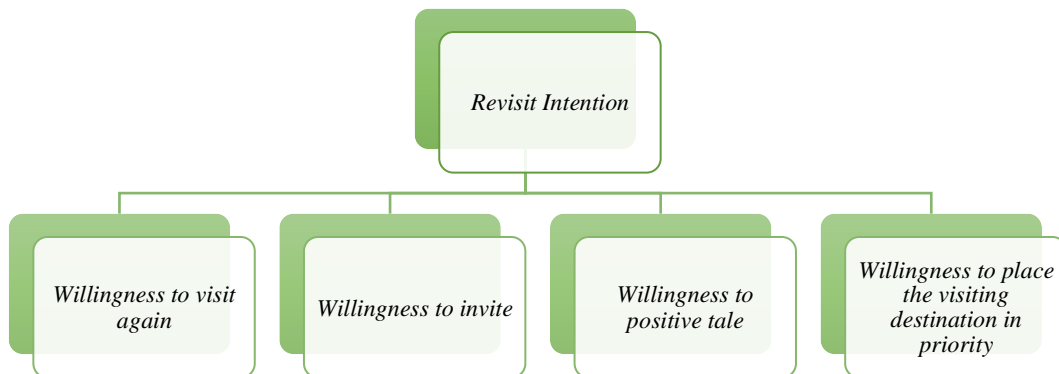 Revisit Intention
Willingness to visit
again
Willingness to invite
Willingness to
positive tale
Willingness to place
the visiting
destination in
priority